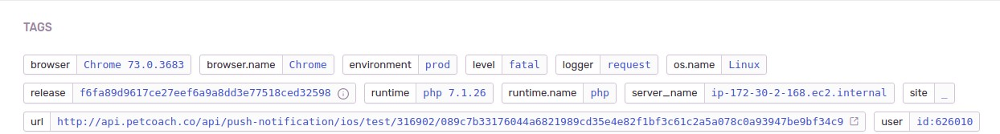 TAGS
browser Chrome 73.0.3683 browser.name Chrome environment prod level fatal logger request os.name Linux
release f6fa89d9617ce27eef6a9a8dd3e77518ced32598 runtime php 7.1.26 runtime.name php server_name ip-172-30-2-168.ec2.internal site _
url http://api.petcoach.co/api/push-notification/ios/test/316902/089c7b33176044a6821989cd35e4e82f1bf3c61c2a5a078c0a93947be9bf34c9 user id:626010